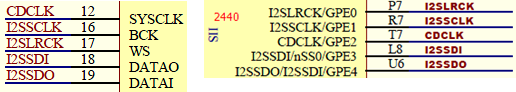 CDCLK 12 SYSCLK
I2SSCLK 16 BCK
I2SLRCK 17 WS
I2SSDI 18 DATAO
I2SSDO 19 DATAI
2440
IIS
I2SLRCK/GPE0 P7 I2SLRCK
I2SSCLK/GPE1 R7 I2SSCLK
CDCLK/GPE2 T7 CDCLK
I2SSDI/nSS0/GPE3 L8 I2SSDI
I2SSDO/I2SSDI/GPE4 U6 I2SSDO